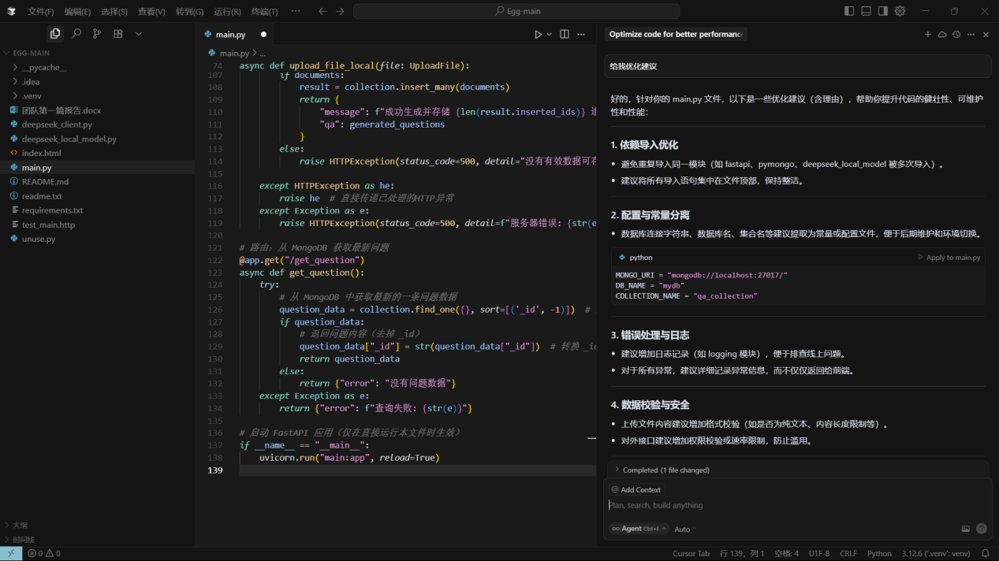 文件(F) 编辑(E) 选择(S) 查看(V) 转到(G) 运行(R) 终端(T) ··· Egg-main
EGG-MAIN
__pycache__
.idea
.venv
团队第一篇报告.docx
deepseek_client.py
deepseek_local_model.py
index.html
main.py
README.md
readme.txt
requirements.txt
test_main.http
unuse.py
大纲
时间线
main.py
main.py > ...
74 async def upload_file_local(file: UploadFile):
107 if documents:
108 result = collection.insert_many(documents)
109 return {
110 "message": f"成功生成并存储 {len(result.inserted_ids)}
111 "qa": generated_questions
112 }
113 else:
114 raise HTTPException(status_code=500, detail="没有有效数据可存
115
116 except HTTPException as he:
117 raise he # 直接传递已处理的HTTP异常
118 except Exception as e:
119 raise HTTPException(status_code=500, detail=f"服务器错误: {str(e
120
121 # 路由：从 MongoDB 获取最新问题
122 @app.get("/get_question")
123 async def get_question():
124 try:
125 # 从 MongoDB 中获取最新的一条问题数据
126 question_data = collection.find_one({}, sort=[('_id', -1)]) #
127 if question_data:
128 # 返回问题内容（去掉 _id）
129 question_data["_id"] = str(question_data["_id"]) # 转换 _id
130 return question_data
131 else:
132 return {"error": "没有问题数据"}
133 except Exception as e:
134 return {"error": f"查询失败: {str(e)}"}
135
136 # 启动 FastAPI 应用（仅在直接运行本文件时生效）
137 if __name__ == "__main__":
138 uvicorn.run("main:app", reload=True)
139
Optimize code for better performanc
给我优化建议
好的，针对你的 main.py 文件，以下是一些优化建议（含理由），帮助你提升代码的健壮性、可维护
性和性能：
1. 依赖导入优化
• 避免重复导入同一模块（如 fastapi、pymongo、deepseek_local_model 被多次导入）。
• 建议将所有导入语句集中在文件顶部，保持整洁。
2. 配置与常量分离
• 数据库连接字符串、数据库名、集合名等建议提取为常量或配置文件，便于后期维护和环境切换。
python Apply to main.py
MONGO_URI = "mongodb://localhost:27017/"
DB_NAME = "mydb"
COLLECTION_NAME = "qa_collection"
3. 错误处理与日志
• 建议增加日志记录（如 logging 模块），便于排查线上问题。
• 对于所有异常，建议详细记录异常信息，而不仅仅返回给前端。
4. 数据校验与安全
• 上传文件内容建议增加格式校验（如是否为纯文本、内容长度限制等）。
• 对外接口建议增加权限校验或速率限制，防止滥用。
Completed (1 file changed)
@ Add Context
Plan, search, build anything
∞ Agent Ctrl+I Auto
0 0 Cursor Tab 行 139，列 1 空格: 4 UTF-8 CRLF Python 3.12.6 ('.venv': venv)